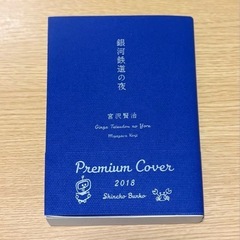 銀河鉄道の夜
宮沢賢治
Ginga Tetsudou no Yoru
Miyazawa Kenji
Premium Cover
2018
Shincho Bunko